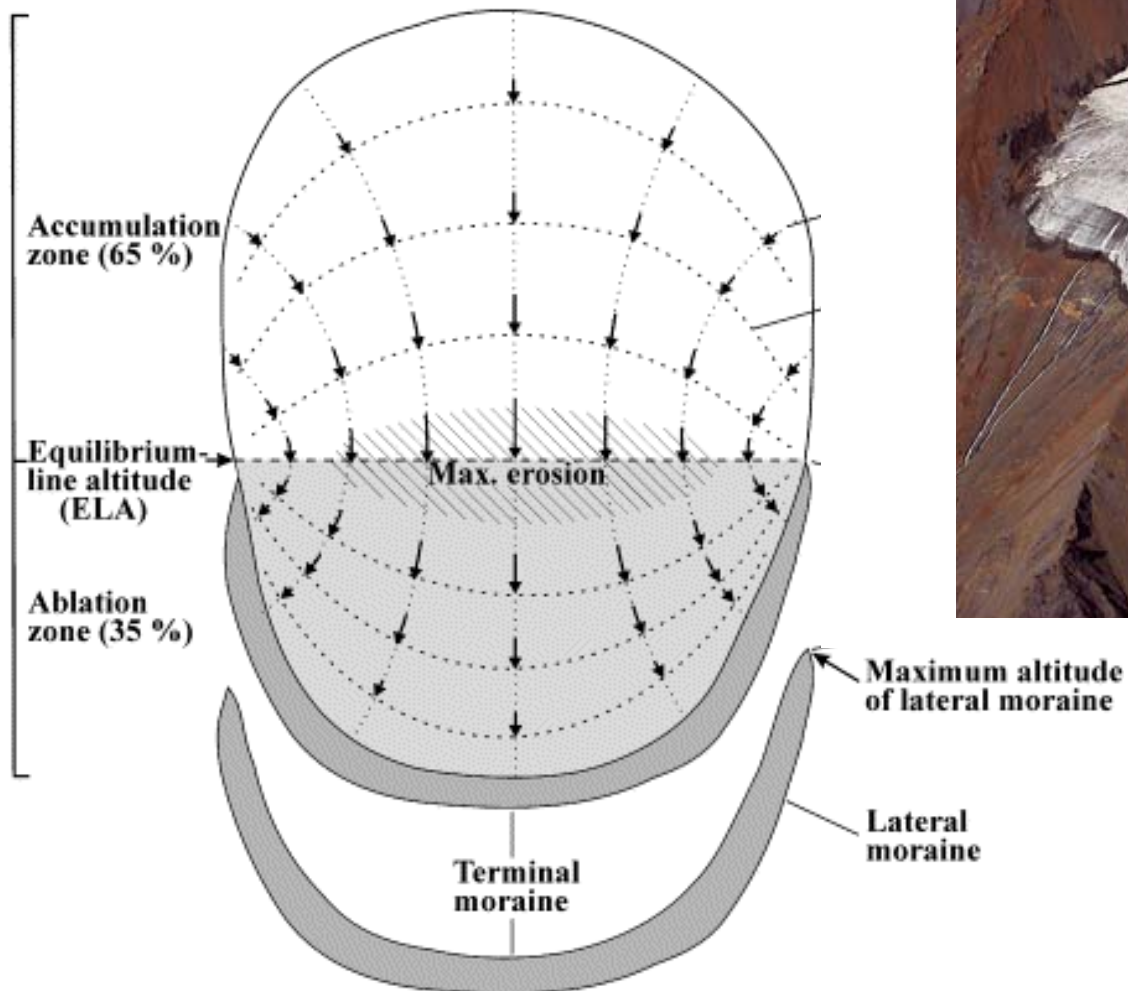 Accumulation
zone (65 %)
Equilibrium-
line altitude
(ELA)
Max. erosion
Ablation
zone (35 %)
Maximum altitude
of lateral moraine
Lateral
moraine
Terminal
moraine